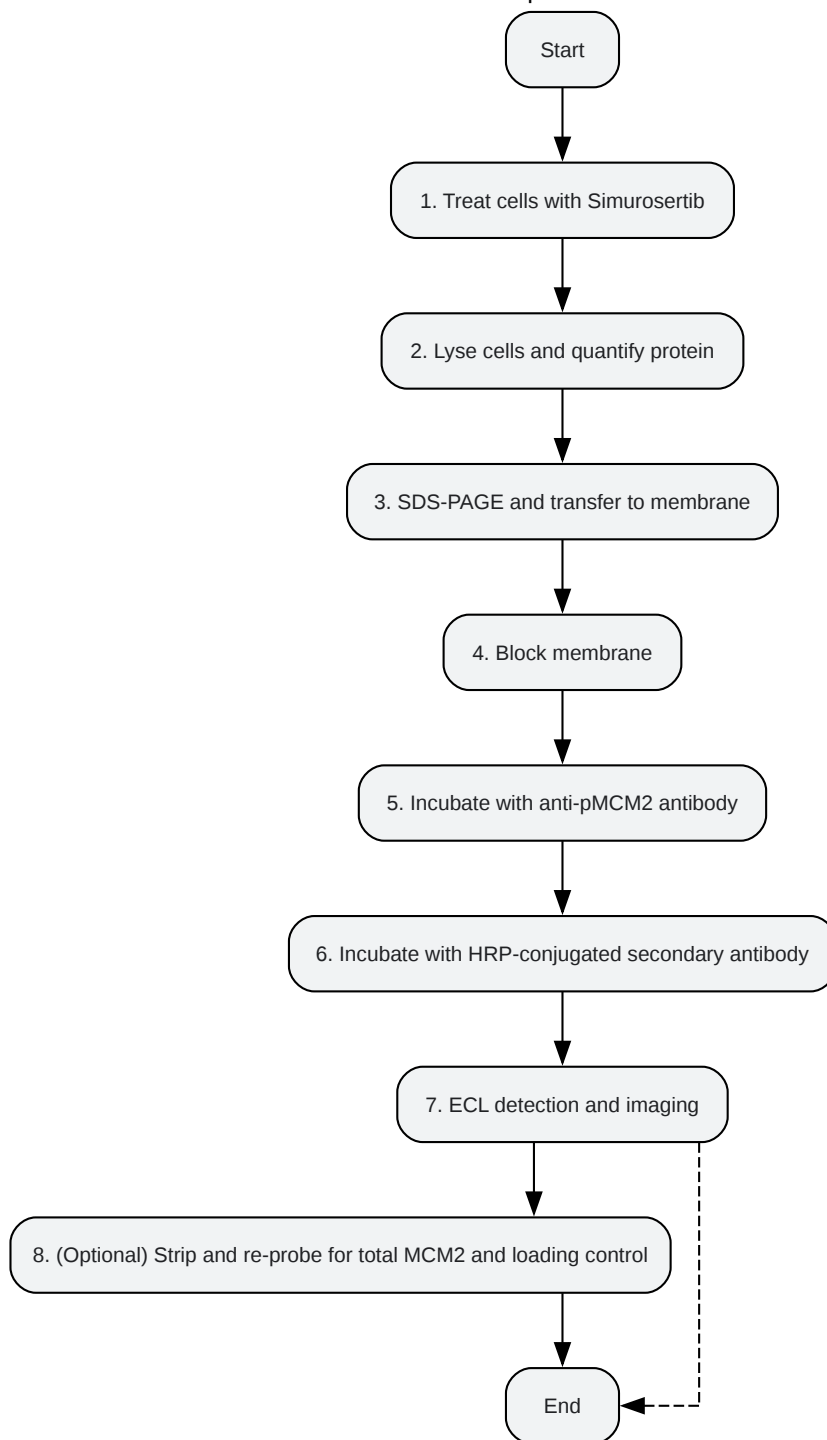 Start
1. Treat cells with Simurosertib
2. Lyse cells and quantify protein
3. SDS-PAGE and transfer to membrane
4. Block membrane
5. Incubate with anti-pMCM2 antibody
6. Incubate with HRP-conjugated secondary antibody
7. ECL detection and imaging
8. (Optional) Strip and re-probe for total MCM2 and loading control
End